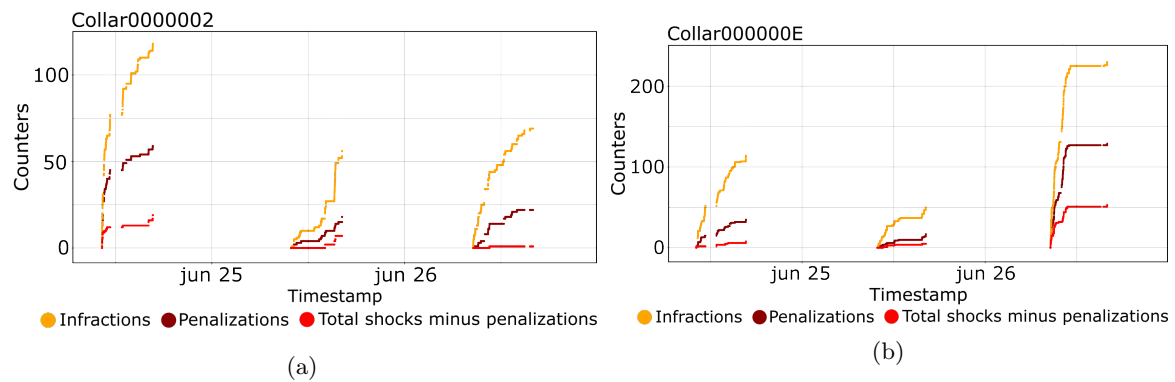 Collar0000002
100
50
0
Counters
jun 25
jun 26
Timestamp
Infractions Penalizations Total shocks minus penalizations
(a)
Collar000000E
200
100
0
Counters
jun 25
jun 26
Timestamp
Infractions Penalizations Total shocks minus penalizations
(b)